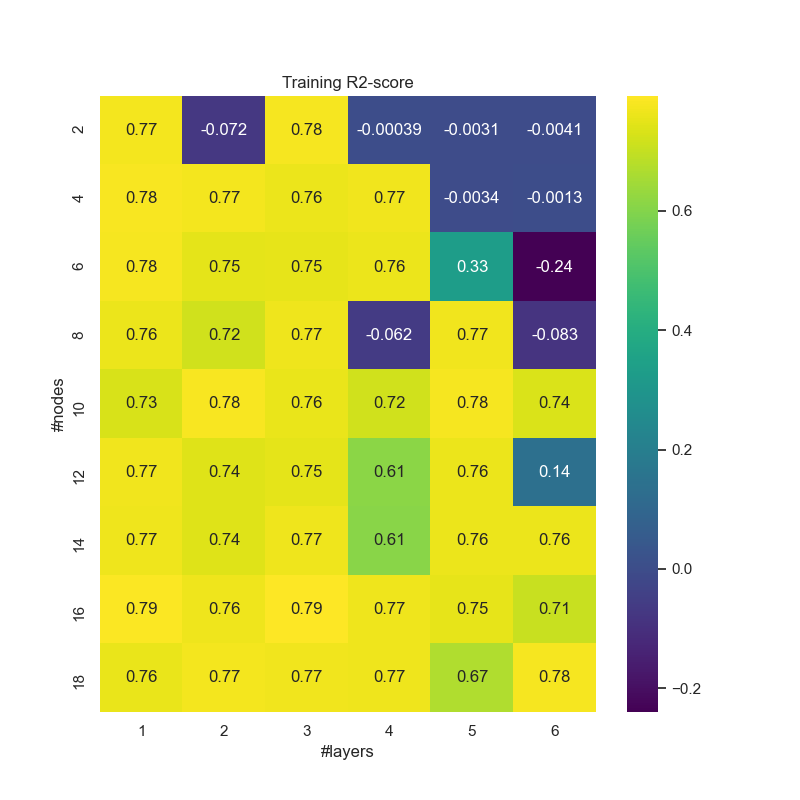 Training R2-score
2 0.77 -0.072 0.78 -0.00039 -0.0031 -0.0041
4 0.78 0.77 0.76 0.77 -0.0034 -0.0013
0.6
6 0.78 0.75 0.75 0.76 0.33 -0.24
8 0.76 0.72 0.77 -0.062 0.77 -0.083
0.4
#nodes
10 0.73 0.78 0.76 0.72 0.78 0.74
0.2
12 0.77 0.74 0.75 0.61 0.76 0.14
14 0.77 0.74 0.77 0.61 0.76 0.76
0.0
16 0.79 0.76 0.79 0.77 0.75 0.71
18 0.76 0.77 0.77 0.77 0.67 0.78
−0.2
1 2 3 4 5 6
#layers